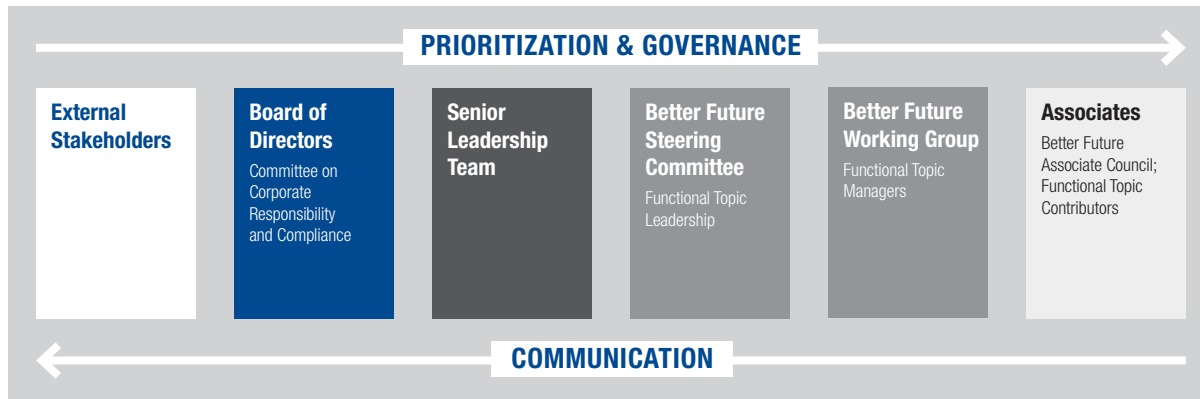 PRIORITIZATION & GOVERNANCE
External
Stakeholders
Board of
Directors
Committee on
Corporate
Responsibility
and Compliance
Senior
Leadership
Team
Better Future
Steering
Committee
Functional Topic
Leadership
Better Future
Working Group
Functional Topic
Managers
Associates
Better Future
Associate Council;
Functional Topic
Contributors
COMMUNICATION